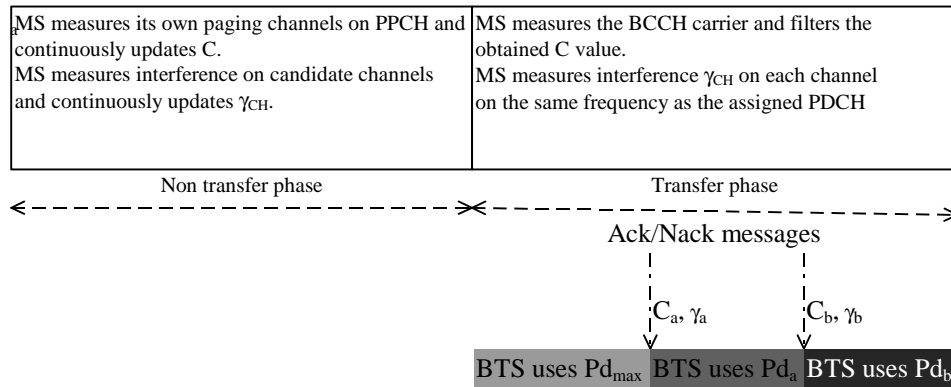 MS measures its own paging channels on PPCH and
continuously updates C.
MS measures interference on candidate channels
and continuously updates γCH.
MS measures the BCCH carrier and filters the
obtained C value.
MS measures interference γCH on each channel
on the same frequency as the assigned PDCH
a
Non transfer phase
Transfer phase
Ack/Nack messages
Ca, γa
Cb, γb
BTS uses Pdmax
BTS uses Pda
BTS uses Pdb